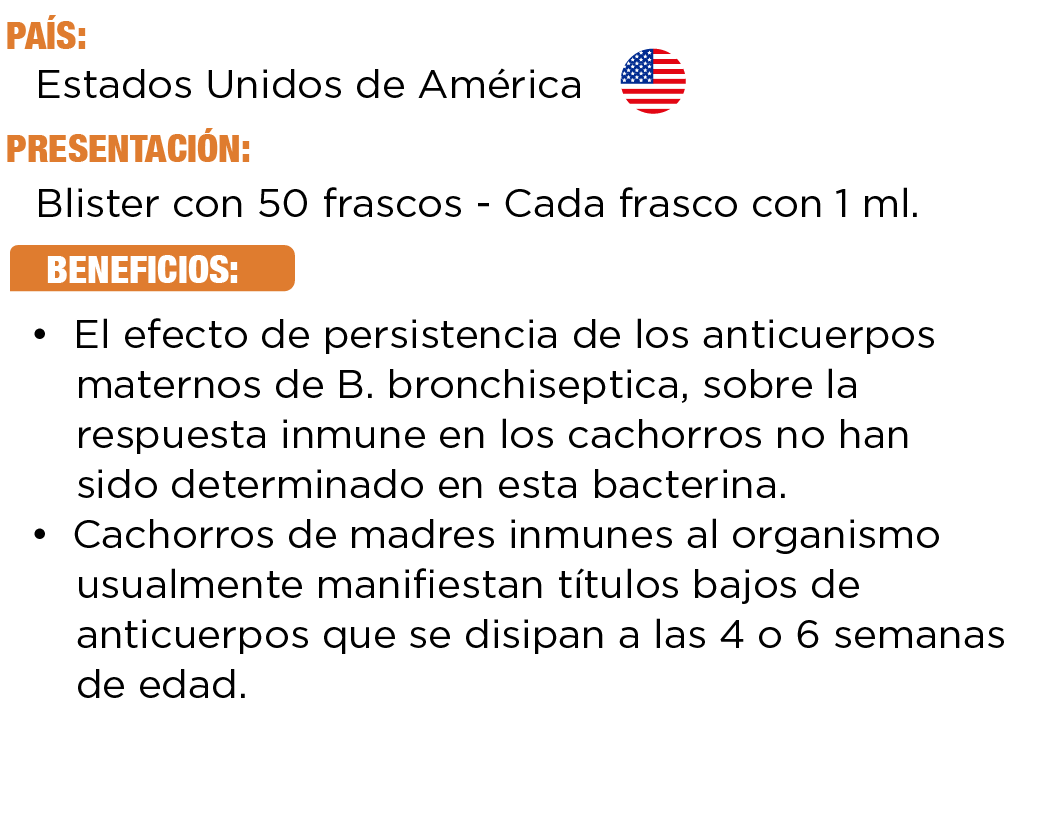 PAÍS:
Estados Unidos de América
PRESENTACIÓN:
Blister con 50 frascos - Cada frasco con 1 ml.
BENEFICIOS:
• El efecto de persistencia de los anticuerpos
maternos de B. bronchiseptica, sobre la
respuesta inmune en los cachorros no han
sido determinado en esta bacterina.
• Cachorros de madres inmunes al organismo
usualmente manifiestan títulos bajos de
anticuerpos que se disipan a las 4 o 6 semanas
de edad.